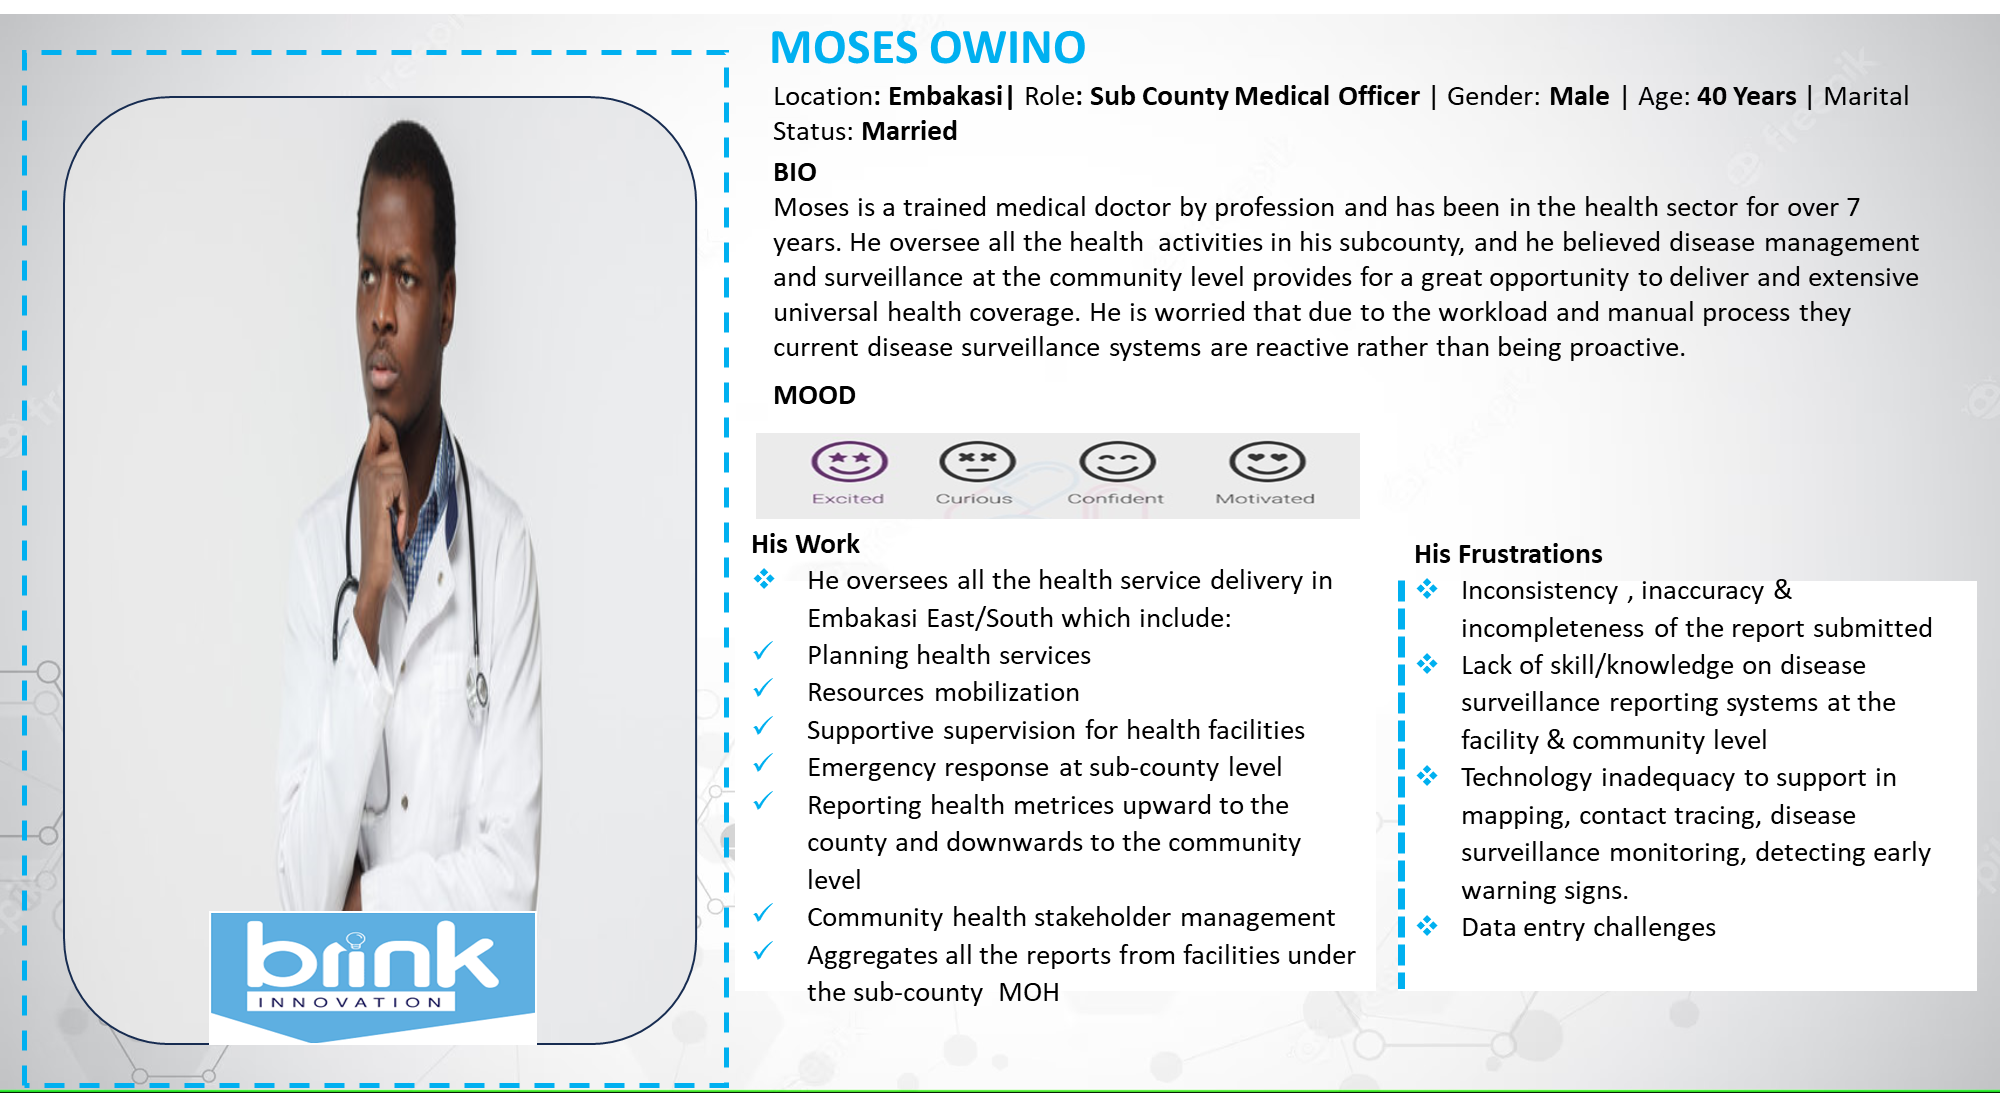 MOSES OWINO
Location: Embakasi| Role: Sub County Medical Officer | Gender: Male | Age: 40 Years | Marital
Status: Married
BIO
Moses is a trained medical doctor by profession and has been in the health sector for over 7
years. He oversee all the health activities in his subcounty, and he believed disease management
and surveillance at the community level provides for a great opportunity to deliver and extensive
universal health coverage. He is worried that due to the workload and manual process they
current disease surveillance systems are reactive rather than being proactive.
MOOD
Excited Curious Confident Motivated
His Work
❖ He oversees all the health service delivery in
Embakasi East/South which include:
✓ Planning health services
✓ Resources mobilization
✓ Supportive supervision for health facilities
✓ Emergency response at sub-county level
✓ Reporting health metrices upward to the
county and downwards to the community
level
✓ Community health stakeholder management
✓ Aggregates all the reports from facilities under
the sub-county MOH
His Frustrations
❖ Inconsistency , inaccuracy &
incompleteness of the report submitted
❖ Lack of skill/knowledge on disease
surveillance reporting systems at the
facility & community level
❖ Technology inadequacy to support in
mapping, contact tracing, disease
surveillance monitoring, detecting early
warning signs.
❖ Data entry challenges
brink
INNOVATION
freepik